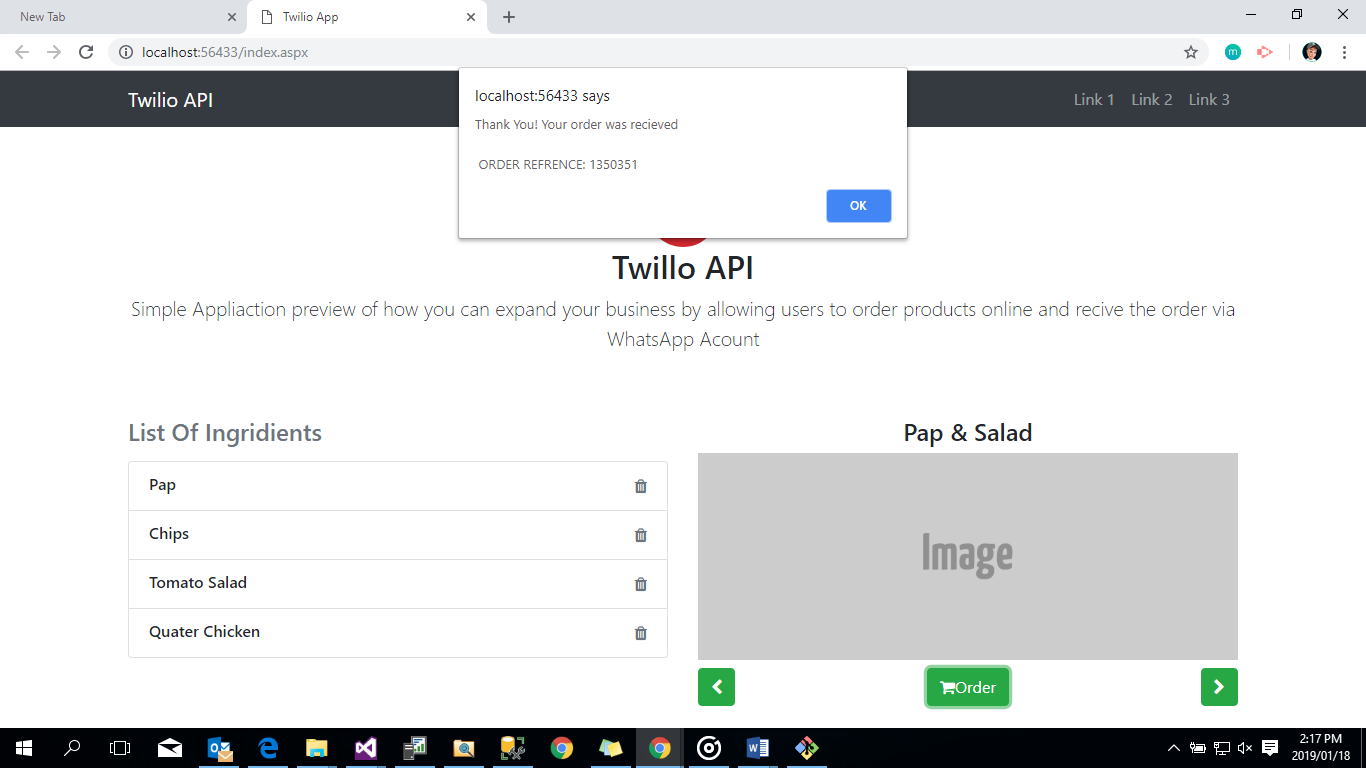 New Tab
Twilio App
localhost:56433/index.aspx
m
Twilio API
Link 1 Link 2 Link 3
localhost:56433 says
Thank You! Your order was recieved
ORDER REFRENCE: 1350351
OK
Twillo API
Simple Appliaction preview of how you can expand your business by allowing users to order products online and recive the order via
WhatsApp Acount
List Of Ingridients
Pap
Chips
Tomato Salad
Quater Chicken
Pap & Salad
Image
Order
2:17 PM
2019/01/18